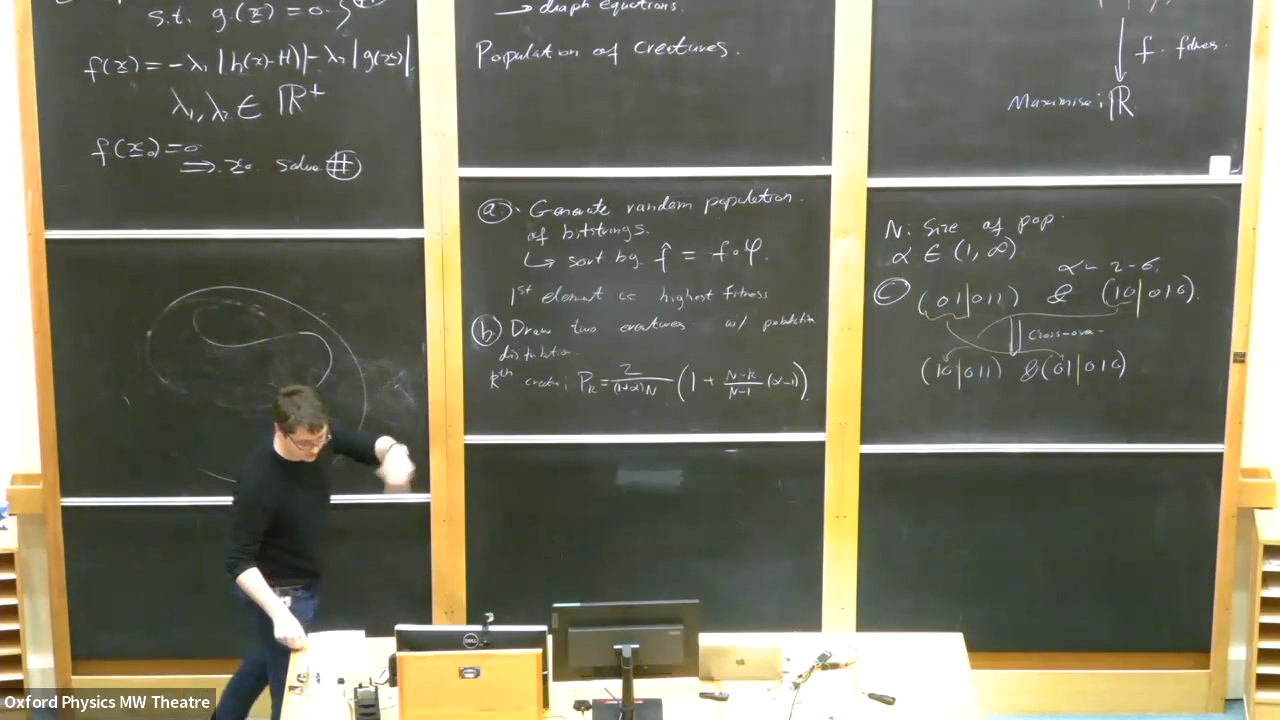 s.t. g(x) = 0. }
f(x) = -λ₁ |h(x)-H)| - λ₂ |g(x)|.
λ₁, λ₂ ∈ ℝ⁺
f(x₀) = 0
⟹ x₀ solve #
→ diaph equations.
Population of creatures.
a. Generate random population
of bitstrings.
↳ sort by f̂ = f∘φ.
1st element is highest fitness
b. Draw two creatures w/ probability
distribution
kth creature; Pₖ = 2/((1+α)N) (1 + (N-k)/(N-1) (α-1))
f. fitness.
Maximise: ℝ
N: Size of pop.
α ∈ (1, ∞)
α ~ 2-6.
c (01|011) & (10|010).
Cross-over
(10|011) & (01|010)
DELL
Oxford Physics MW Theatre